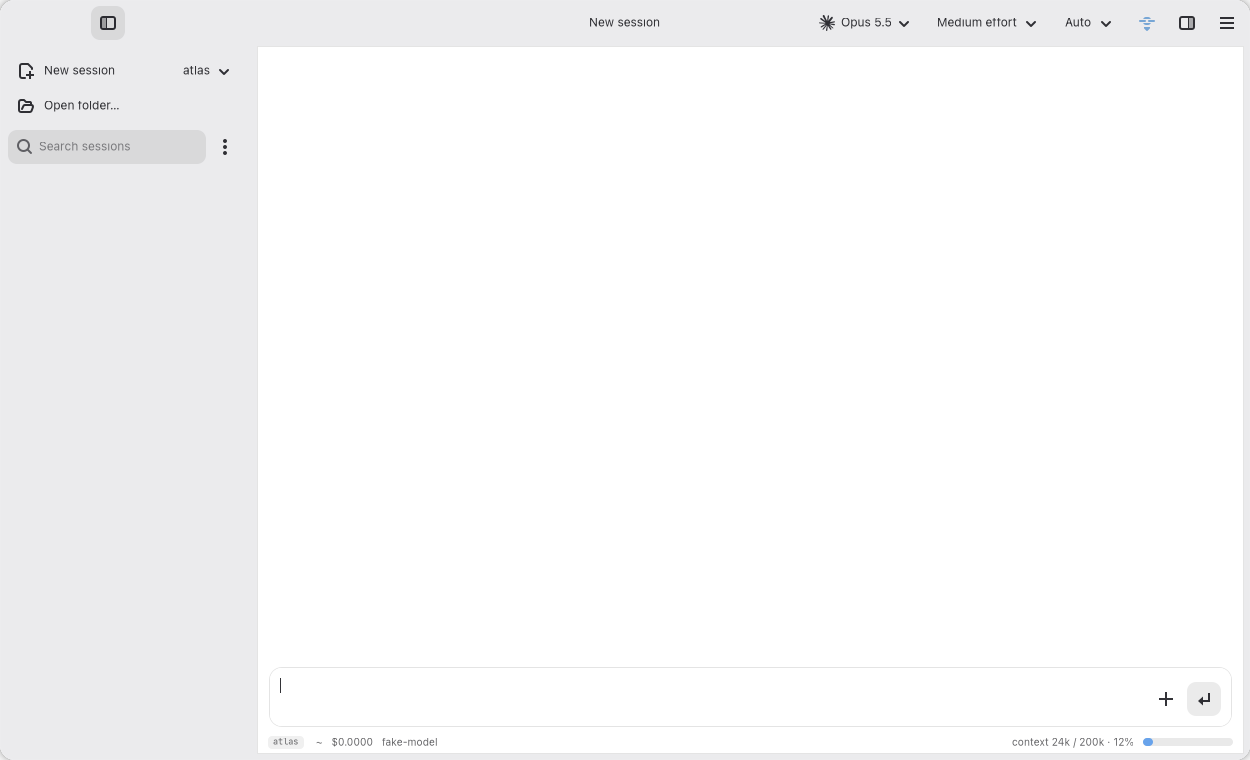 New session
Opus 5.5
Medium effort
Auto
New session
atlas
Open folder...
Search sessions
atlas
~
$0.0000
fake-model
context 24k / 200k · 12%